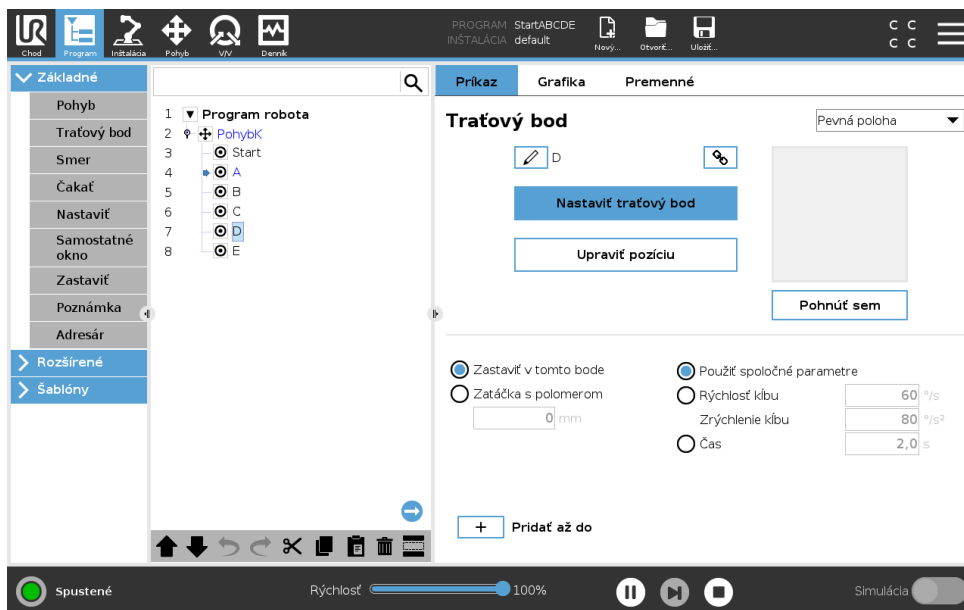 PROGRAM StartABCDE
INŠTALÁCIA default
Chod
Program
Inštalácia
Pohyb
V/V
Denník
Nový...
Otvoriť...
Uložiť...
C C
C C
Základné
Pohyb
Traťový bod
Smer
Čakať
Nastaviť
Samostatné
okno
Zastaviť
Poznámka
Adresár
Rozšírené
Šablóny
1 Program robota
2 PohybK
3 Start
4 A
5 B
6 C
7 D
8 E
Príkaz
Grafika
Premenné
Traťový bod
Pevná poloha
D
Nastaviť traťový bod
Upraviť pozíciu
Pohnúť sem
Zastaviť v tomto bode
Zatáčka s polomerom
0 mm
Použiť spoločné parametre
Rýchlosť kĺbu 60 °/s
Zrýchlenie kĺbu 80 °/s²
Čas 2,0 s
+ Pridať až do
Spustené
Rýchlosť 100%
Simulácia